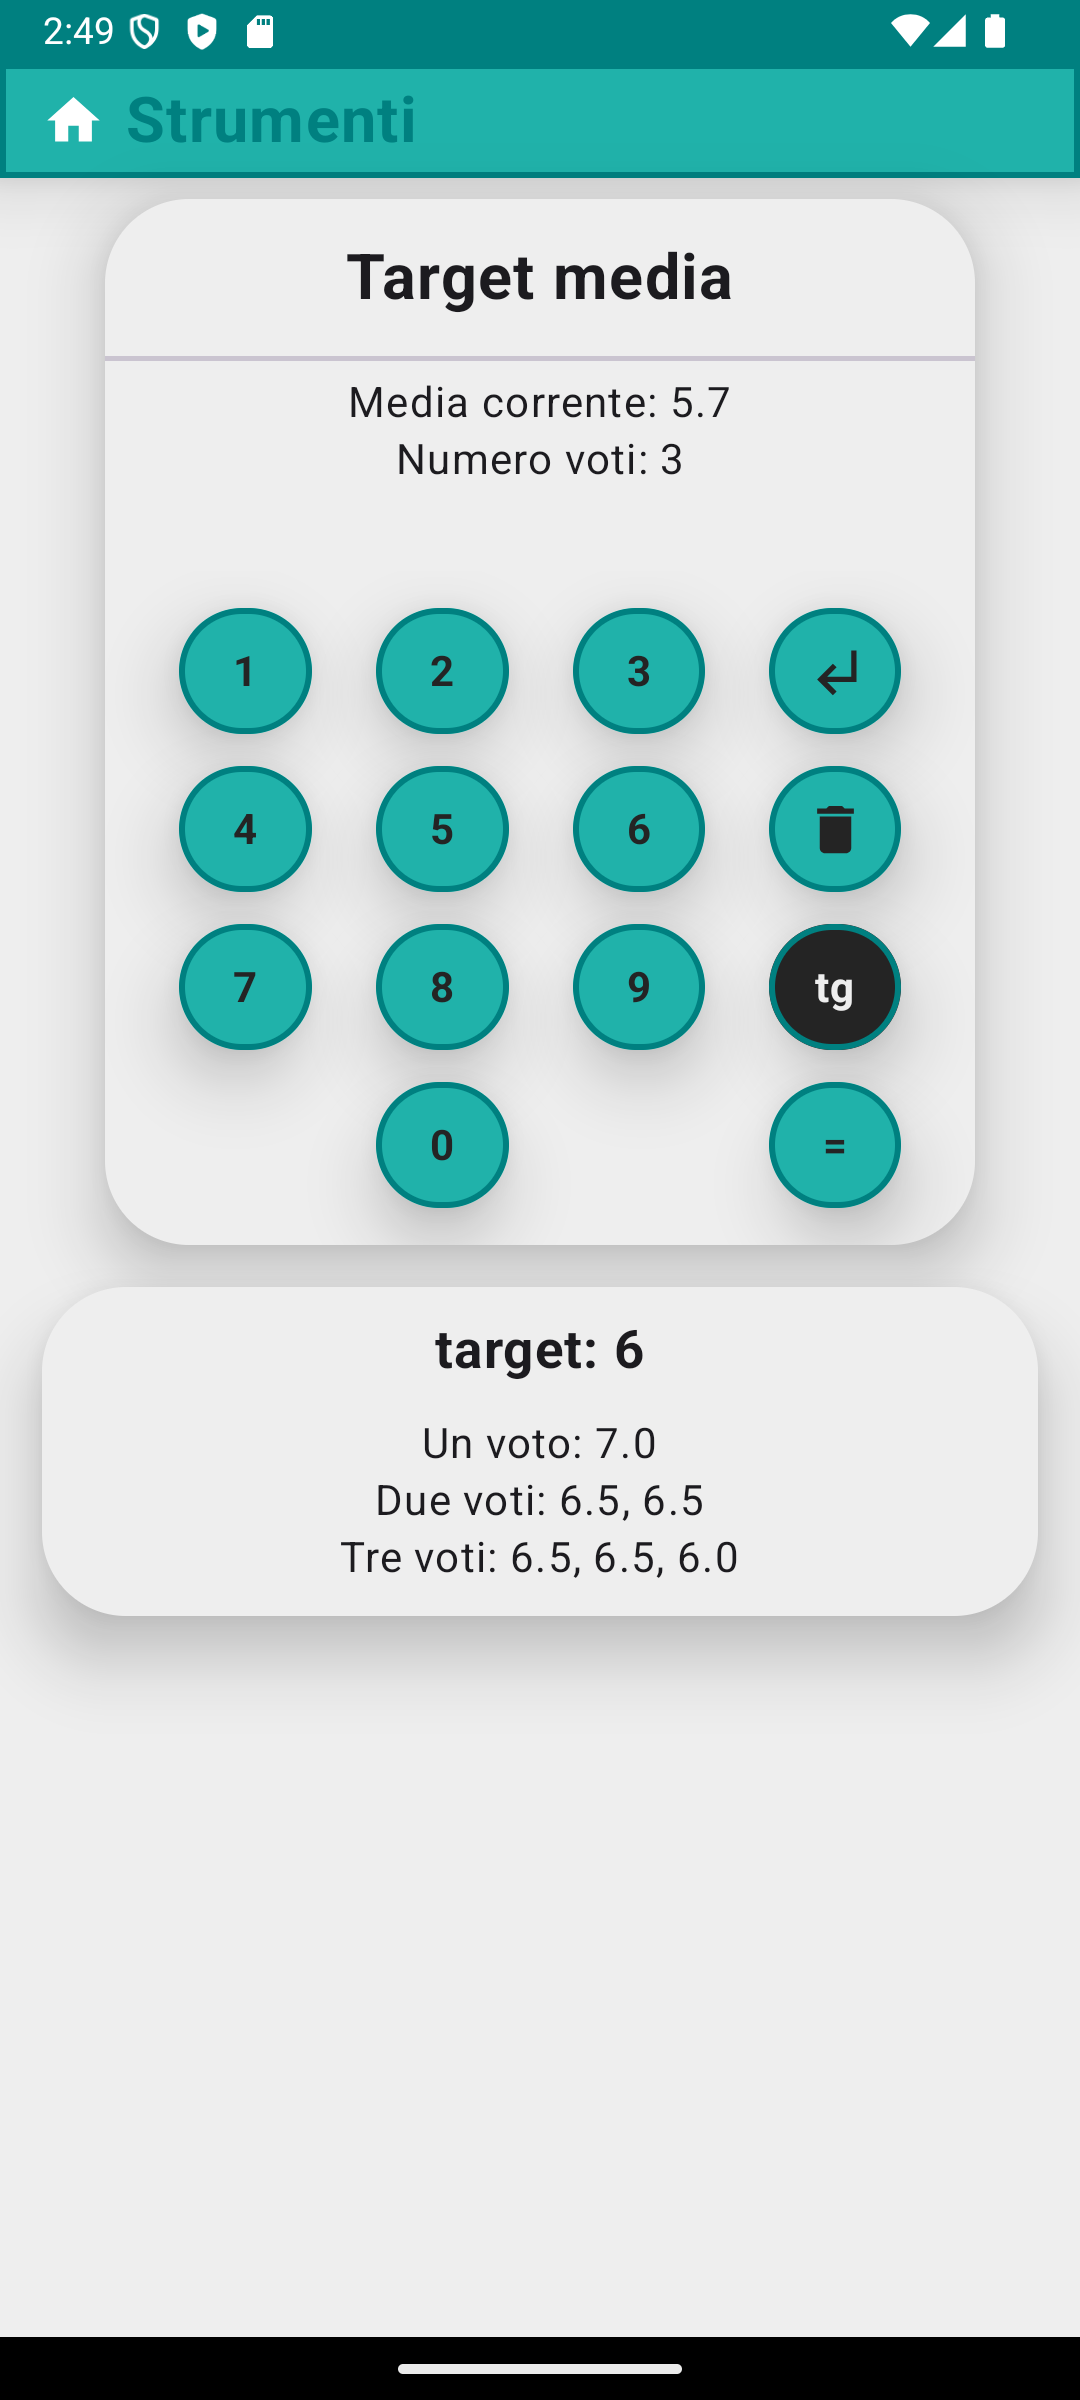 2:49
Strumenti
Target media
Media corrente: 5.7
Numero voti: 3
1 2 3
4 5 6
7 8 9 tg
0 =
target: 6
Un voto: 7.0
Due voti: 6.5, 6.5
Tre voti: 6.5, 6.5, 6.0